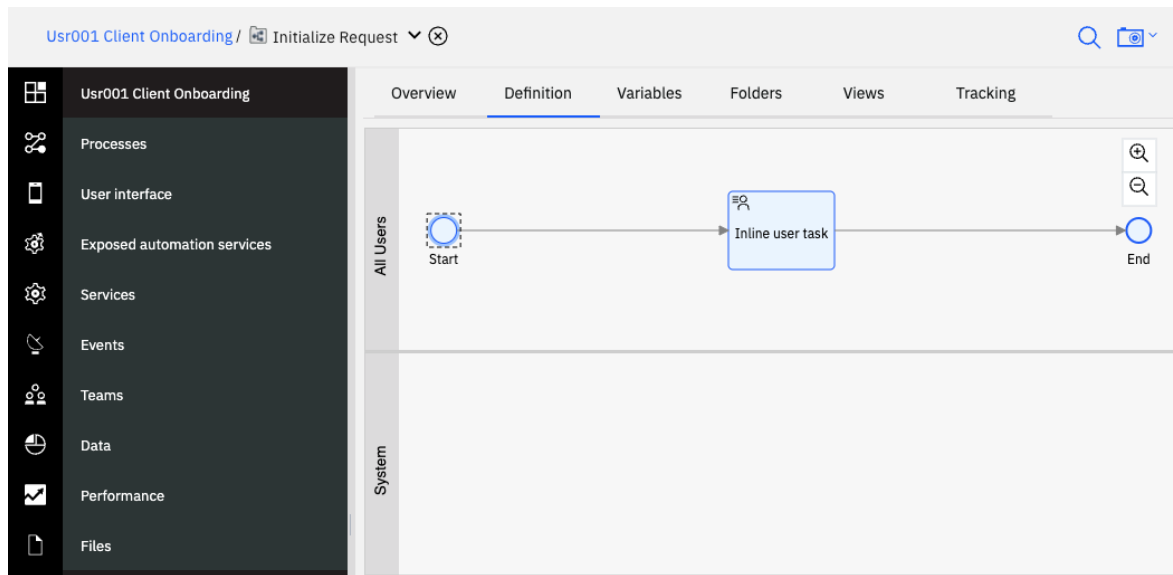 Usr001 Client Onboarding / Initialize Request
Usr001 Client Onboarding
Processes
User interface
Exposed automation services
Services
Events
Teams
Data
Performance
Files
Overview Definition Variables Folders Views Tracking
All Users
Start
Inline user task
End
System